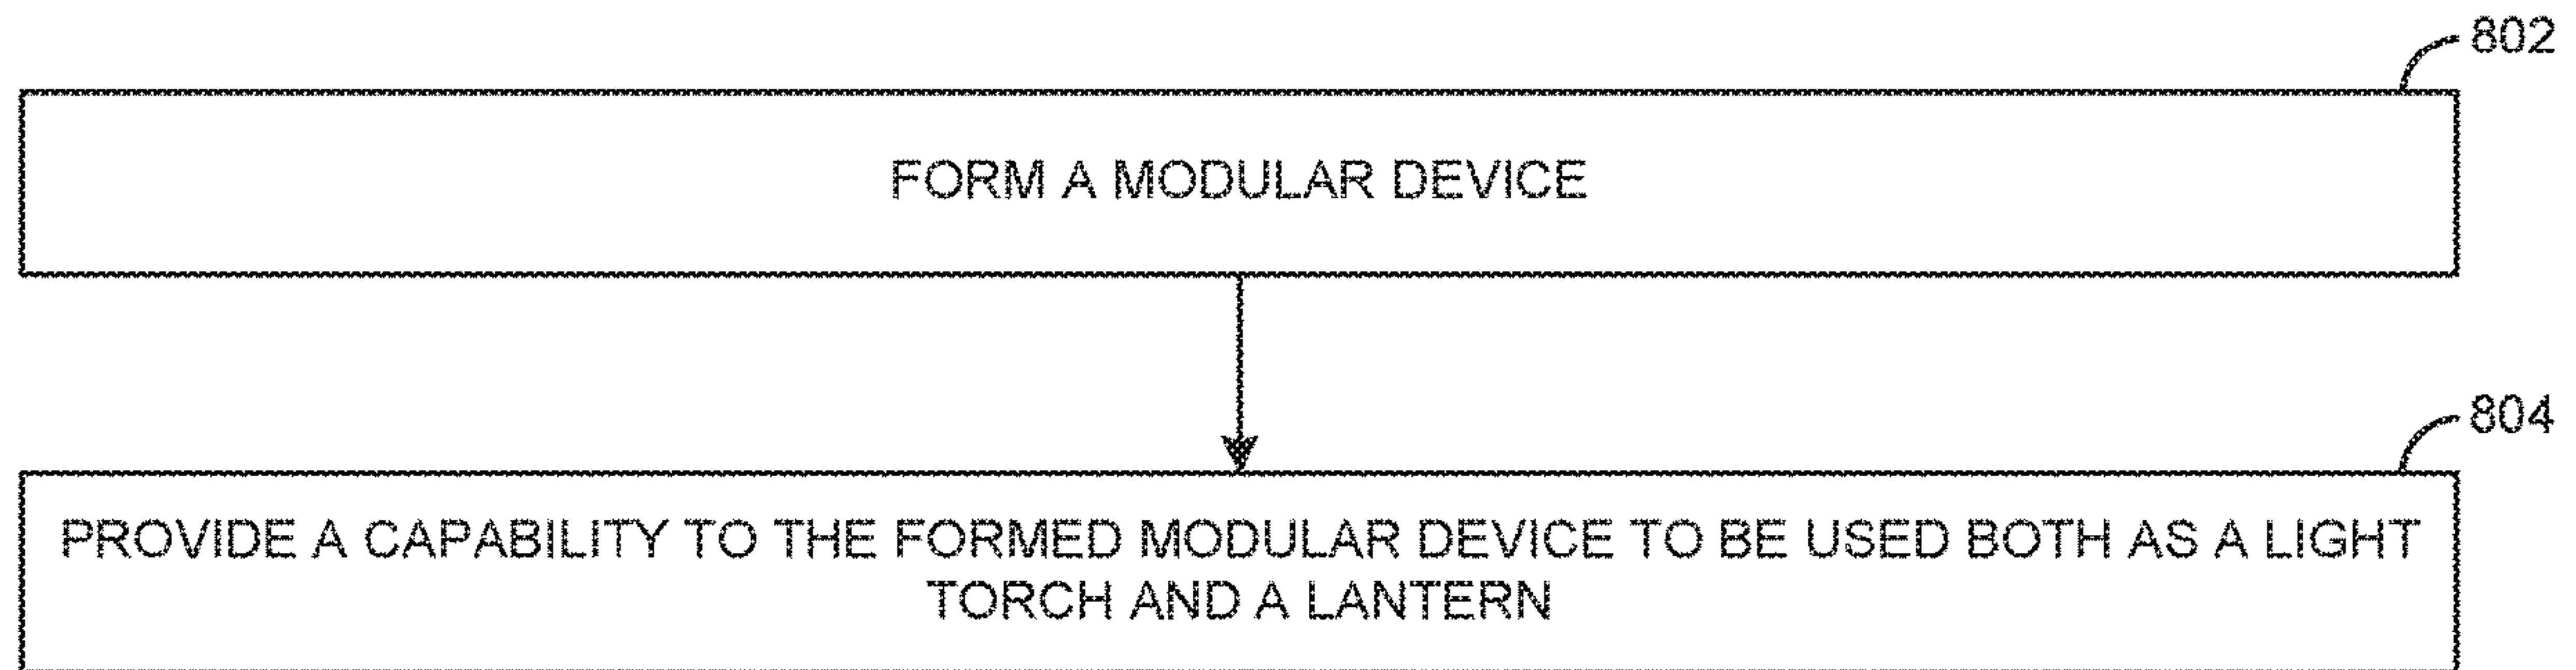 802
FORM A MODULAR DEVICE
804
PROVIDE A CAPABILITY TO THE FORMED MODULAR DEVICE TO BE USED BOTH AS A LIGHT
TORCH AND A LANTERN